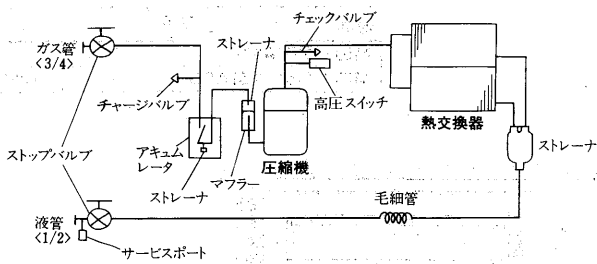 チェックバルブ
ガス管
<3/4>
ストレーナ
チャージバルブ
高圧スイッチ
熱交換器
ストップバルブ
アキュム
レータ
圧縮機
ストレーナ
マフラー
ストレーナ
毛細管
液管
<1/2>
サービスポート